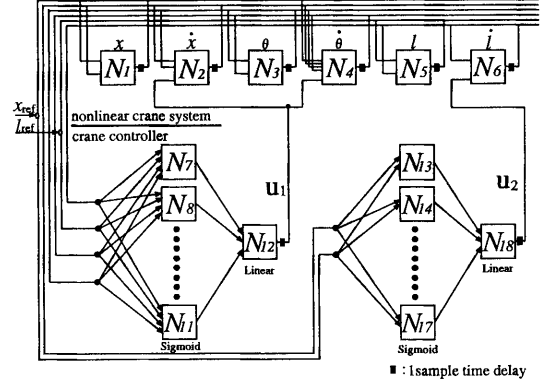 x ẋ θ θ̇ l l̇
N1 N2 N3 N4 N5 N6
xref
lref
nonlinear crane system
crane controller
N7 N13
u1 u2
N8 N14
N12 N18
Linear Linear
N11 N17
Sigmoid Sigmoid
: 1sample time delay